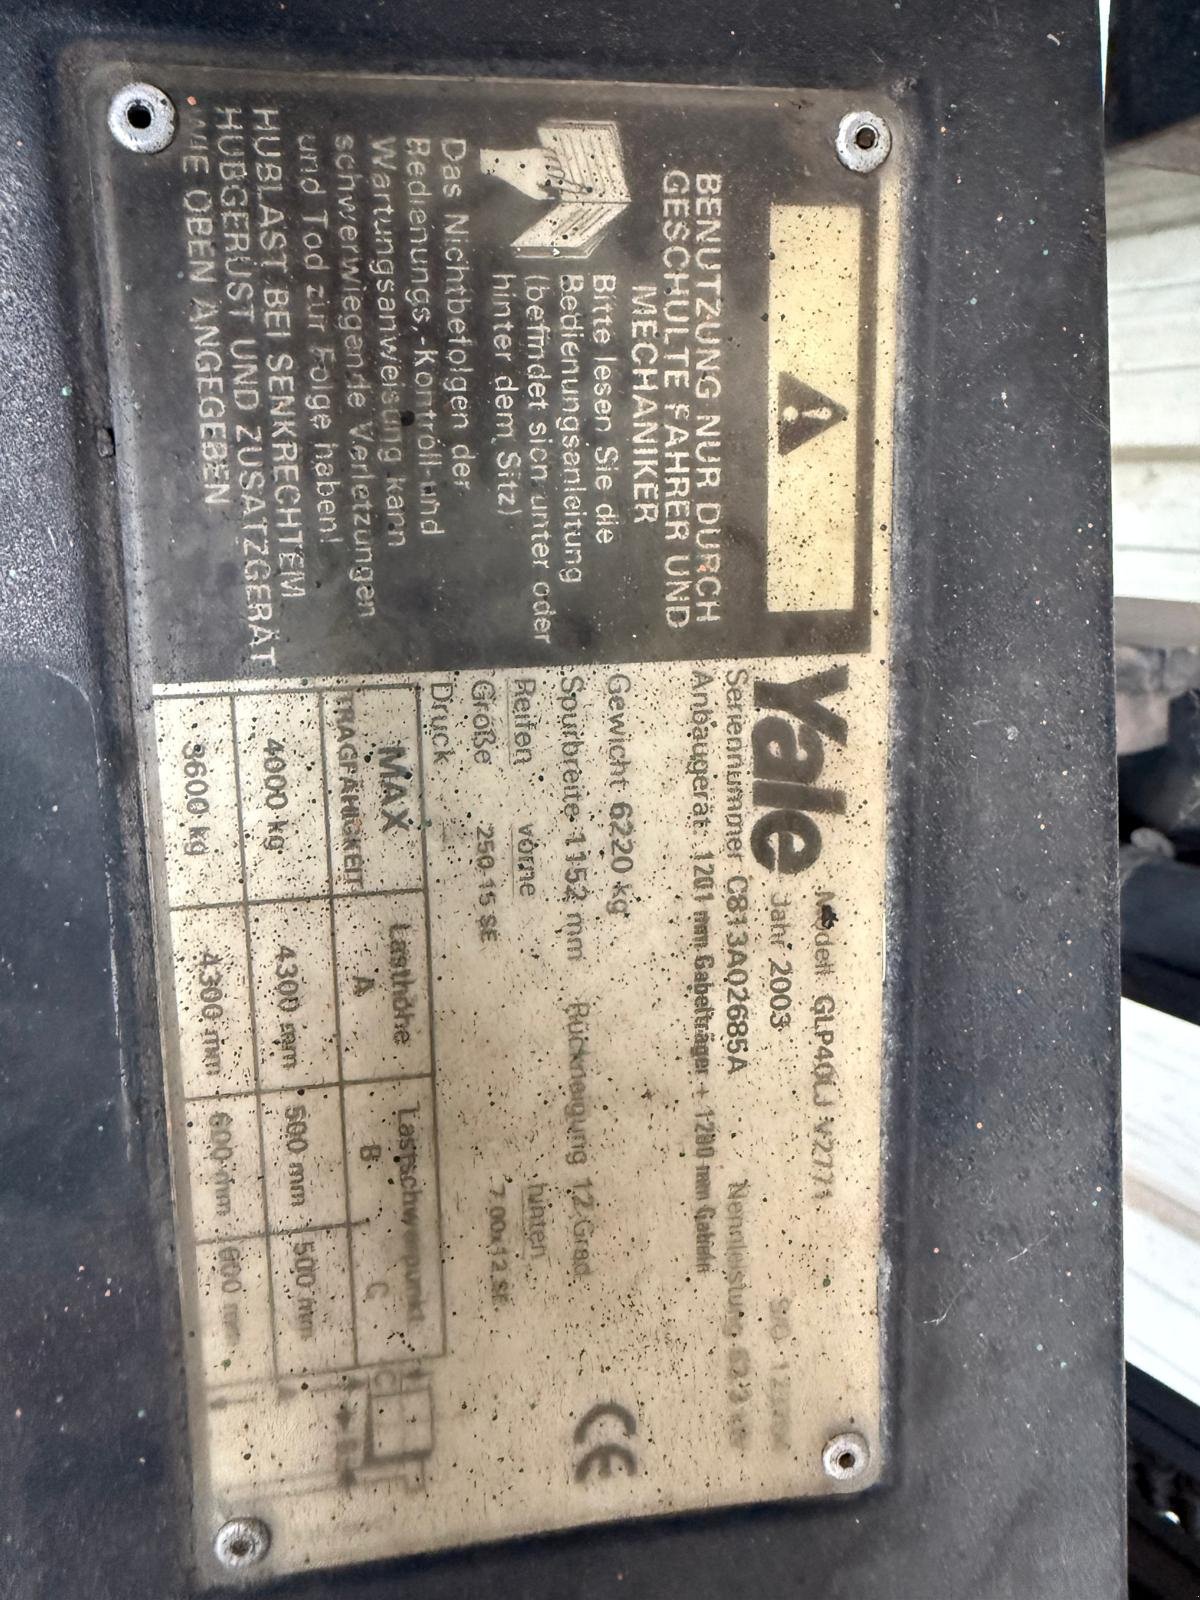 BENUTZUNG NUR DURCH
GESCHULTE FAHRER UND
MECHANIKER
Bitte lesen Sie die
Bedienungsanleitung
(befindet sich unter oder
hinter dem Sitz)
Das Nichtbefolgen der
Bedienungs,-Kontroll-und
Wartungsanweisung kann
schwerwiegende Verletzungen
und Tod zur Folge haben!
HUBLAST BEI SENKRECHTEM
HUBGERÜST UND ZUSATZGERÄT
WIE OBEN ANGEGEBEN
Yale
Modell GLP40LJ V2771
Jahr 2003
Seriennummer C813A02685A Nennleistung
Anbaugerät: 1201 mm Gabelträger + 1200 mm Gabeln
Gewicht 6220 kg
Spurbreite 1152 mm Rückneigung 12 Grad
Reifen vorne hinten
Größe 250.15 SE 7.00x12 SE
Druck
CE
MAX TRAGFÄHIGKEIT Lasthöhe A Lastschwerpunkt B C
4000 kg 4300 mm 500 mm 500 mm
3600 kg 4300 mm 600 mm 600 mm